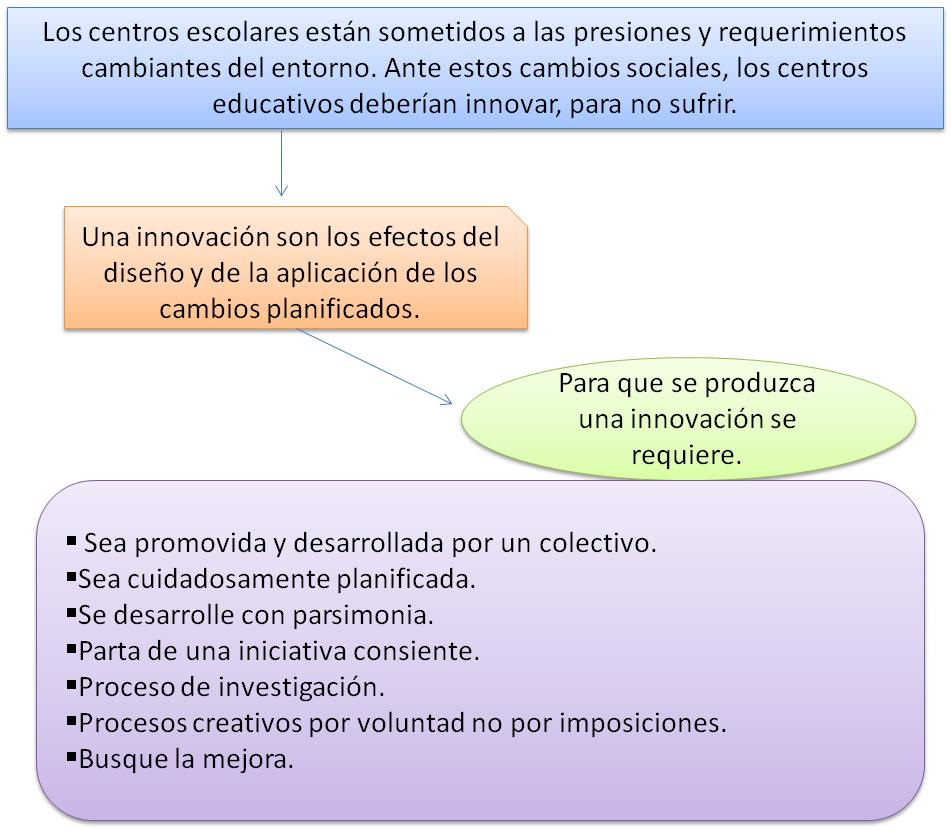 Los centros escolares están sometidos a las presiones y requerimientos
cambiantes del entorno. Ante estos cambios sociales, los centros
educativos deberían innovar, para no sufrir.
Una innovación son los efectos del
diseño y de la aplicación de los
cambios planificados.
Para que se produzca
una innovación se
requiere.
▪ Sea promovida y desarrollada por un colectivo.
▪Sea cuidadosamente planificada.
▪Se desarrolle con parsimonia.
▪Parta de una iniciativa consiente.
▪Proceso de investigación.
▪Procesos creativos por voluntad no por imposiciones.
▪Busque la mejora.